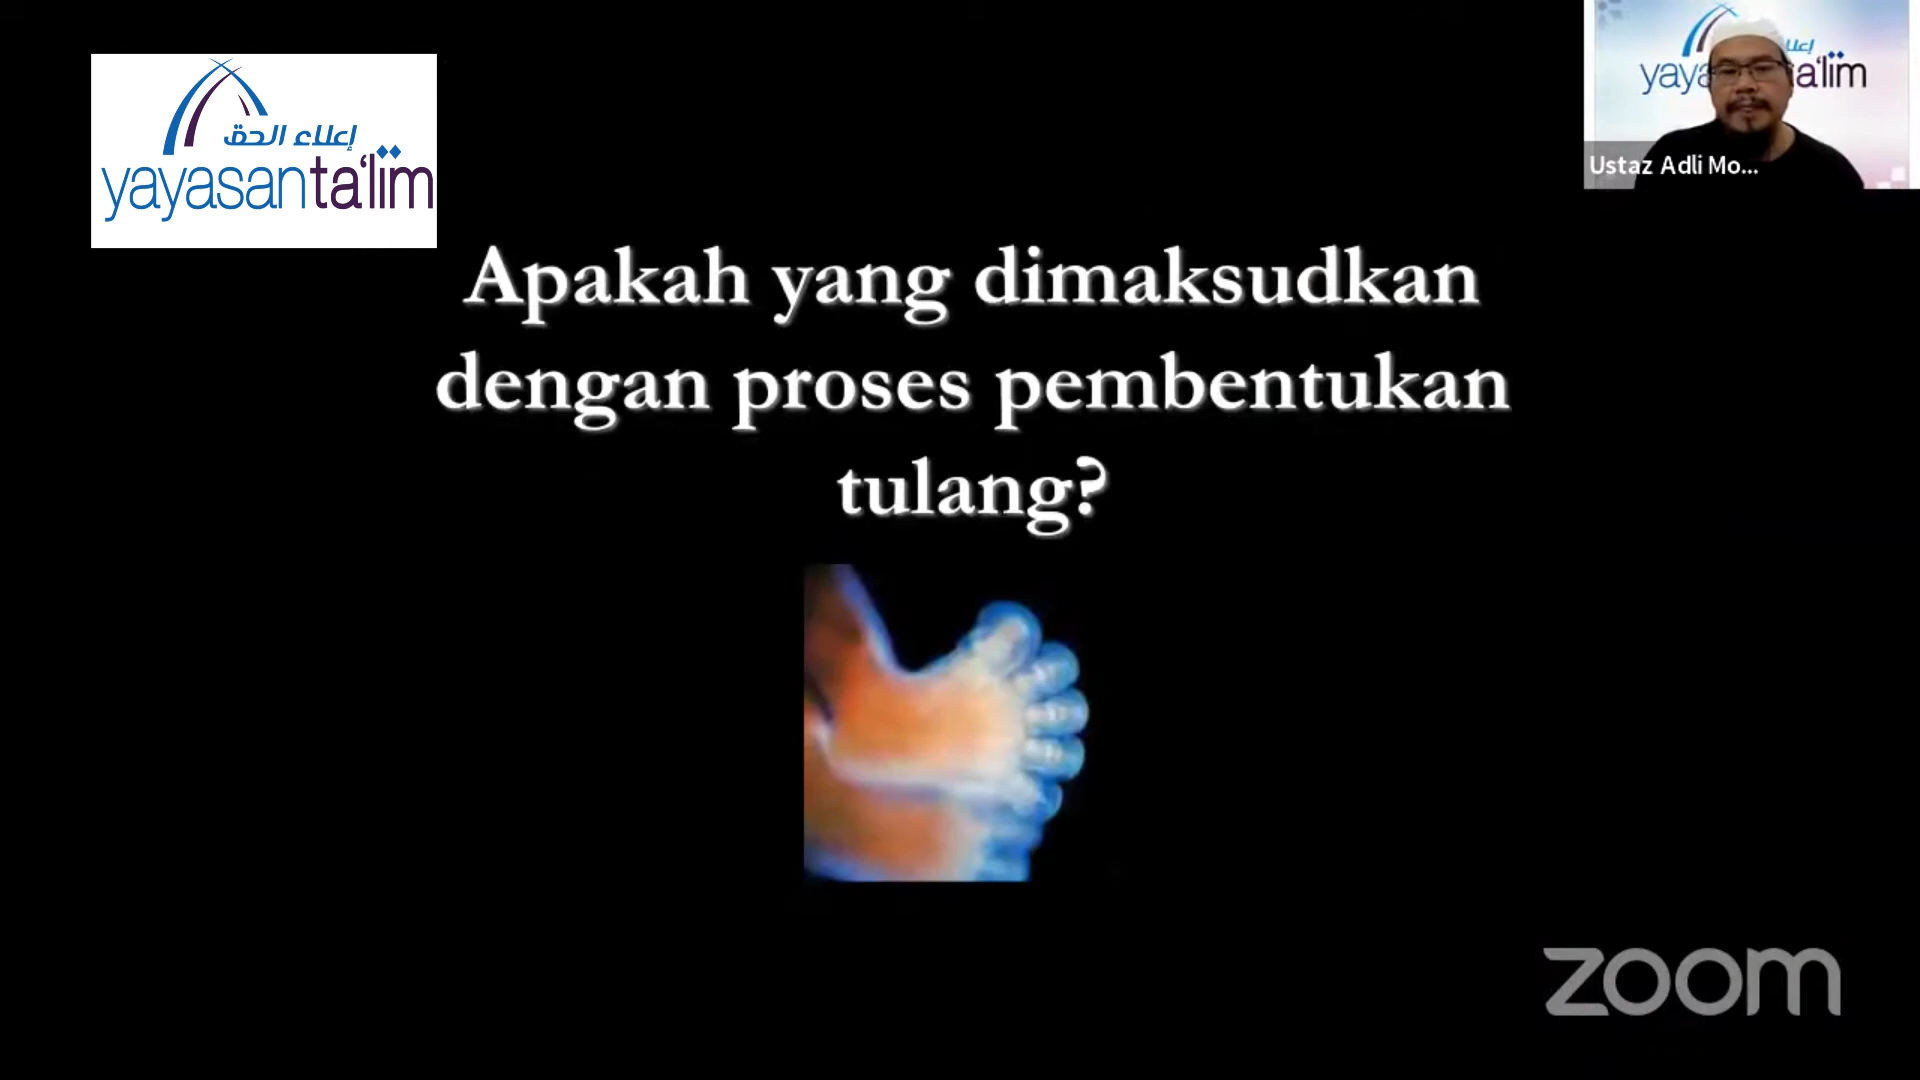 إعلاء الحق
yayasanta'lim
Ustaz Adli Mo...
Apakah yang dimaksudkan
dengan proses pembentukan
tulang?
zoom